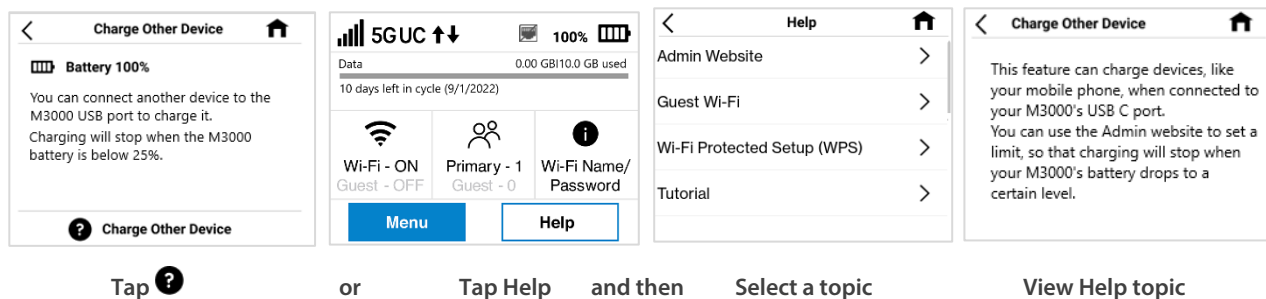 Charge Other Device
Battery 100%
You can connect another device to the
M3000 USB port to charge it.
Charging will stop when the M3000
battery is below 25%.
? Charge Other Device
5G UC 100%
Data 0.00 GB|10.0 GB used
10 days left in cycle (9/1/2022)
Wi-Fi - ON
Guest - OFF
Primary - 1
Guest - 0
i
Wi-Fi Name/
Password
Menu Help
Help
Admin Website
Guest Wi-Fi
Wi-Fi Protected Setup (WPS)
Tutorial
Charge Other Device
This feature can charge devices, like
your mobile phone, when connected to
your M3000's USB C port.
You can use the Admin website to set a
limit, so that charging will stop when
your M3000's battery drops to a
certain level.
Tap ? or Tap Help and then Select a topic View Help topic